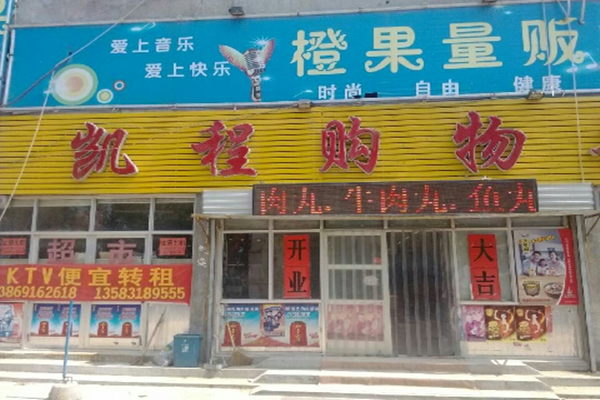 爱上音乐
爱上快乐
橙果量贩
时尚 自由 健康
凯程购物
肉丸、牛肉丸、鱼丸
超市
开业
大吉
KTV便宜转租
3869162618 13583189555